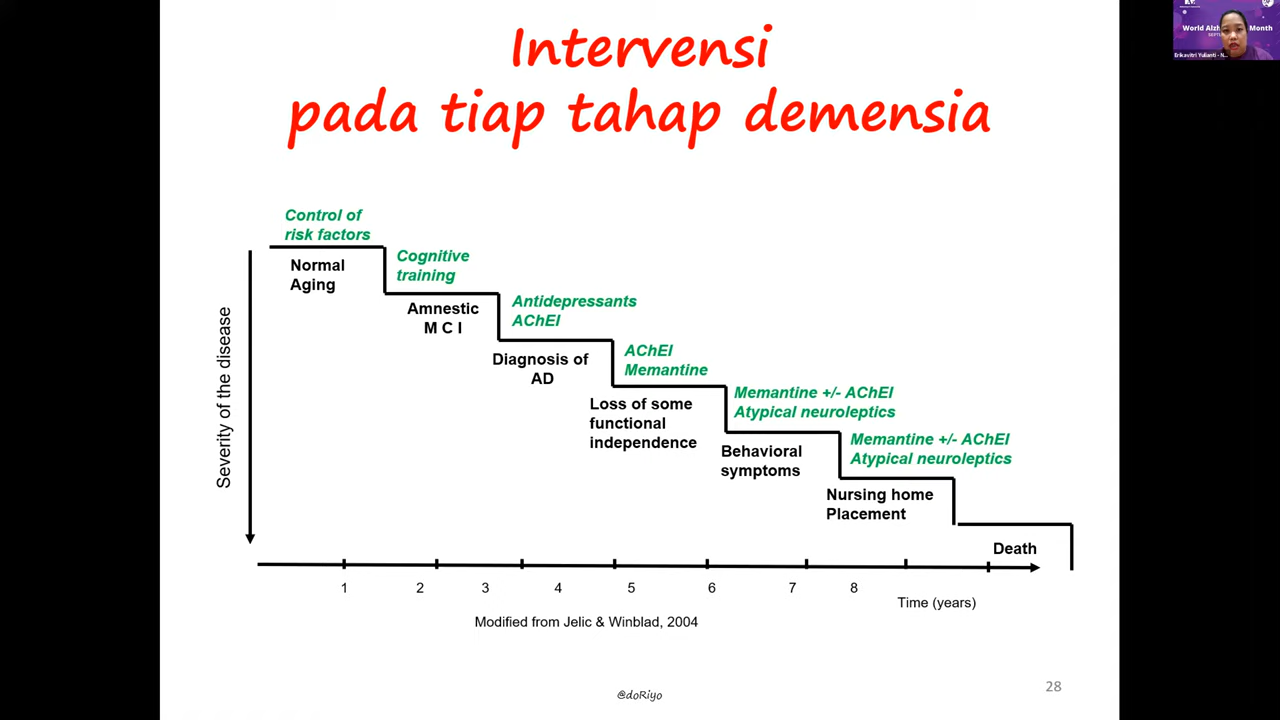 Intervensi
pada tiap tahap demensia
Control of
risk factors
Normal
Aging
Cognitive
training
Amnestic
M C I
Antidepressants
AChEI
Diagnosis of
AD
AChEI
Memantine
Loss of some
functional
independence
Memantine +/- AChEI
Atypical neuroleptics
Behavioral
symptoms
Memantine +/- AChEI
Atypical neuroleptics
Nursing home
Placement
Death
Severity of the disease
1 2 3 4 5 6 7 8
Time (years)
Modified from Jelic & Winblad, 2004
@doRiyo
28
World Alz Month
Erikavitri Yulianti - N...